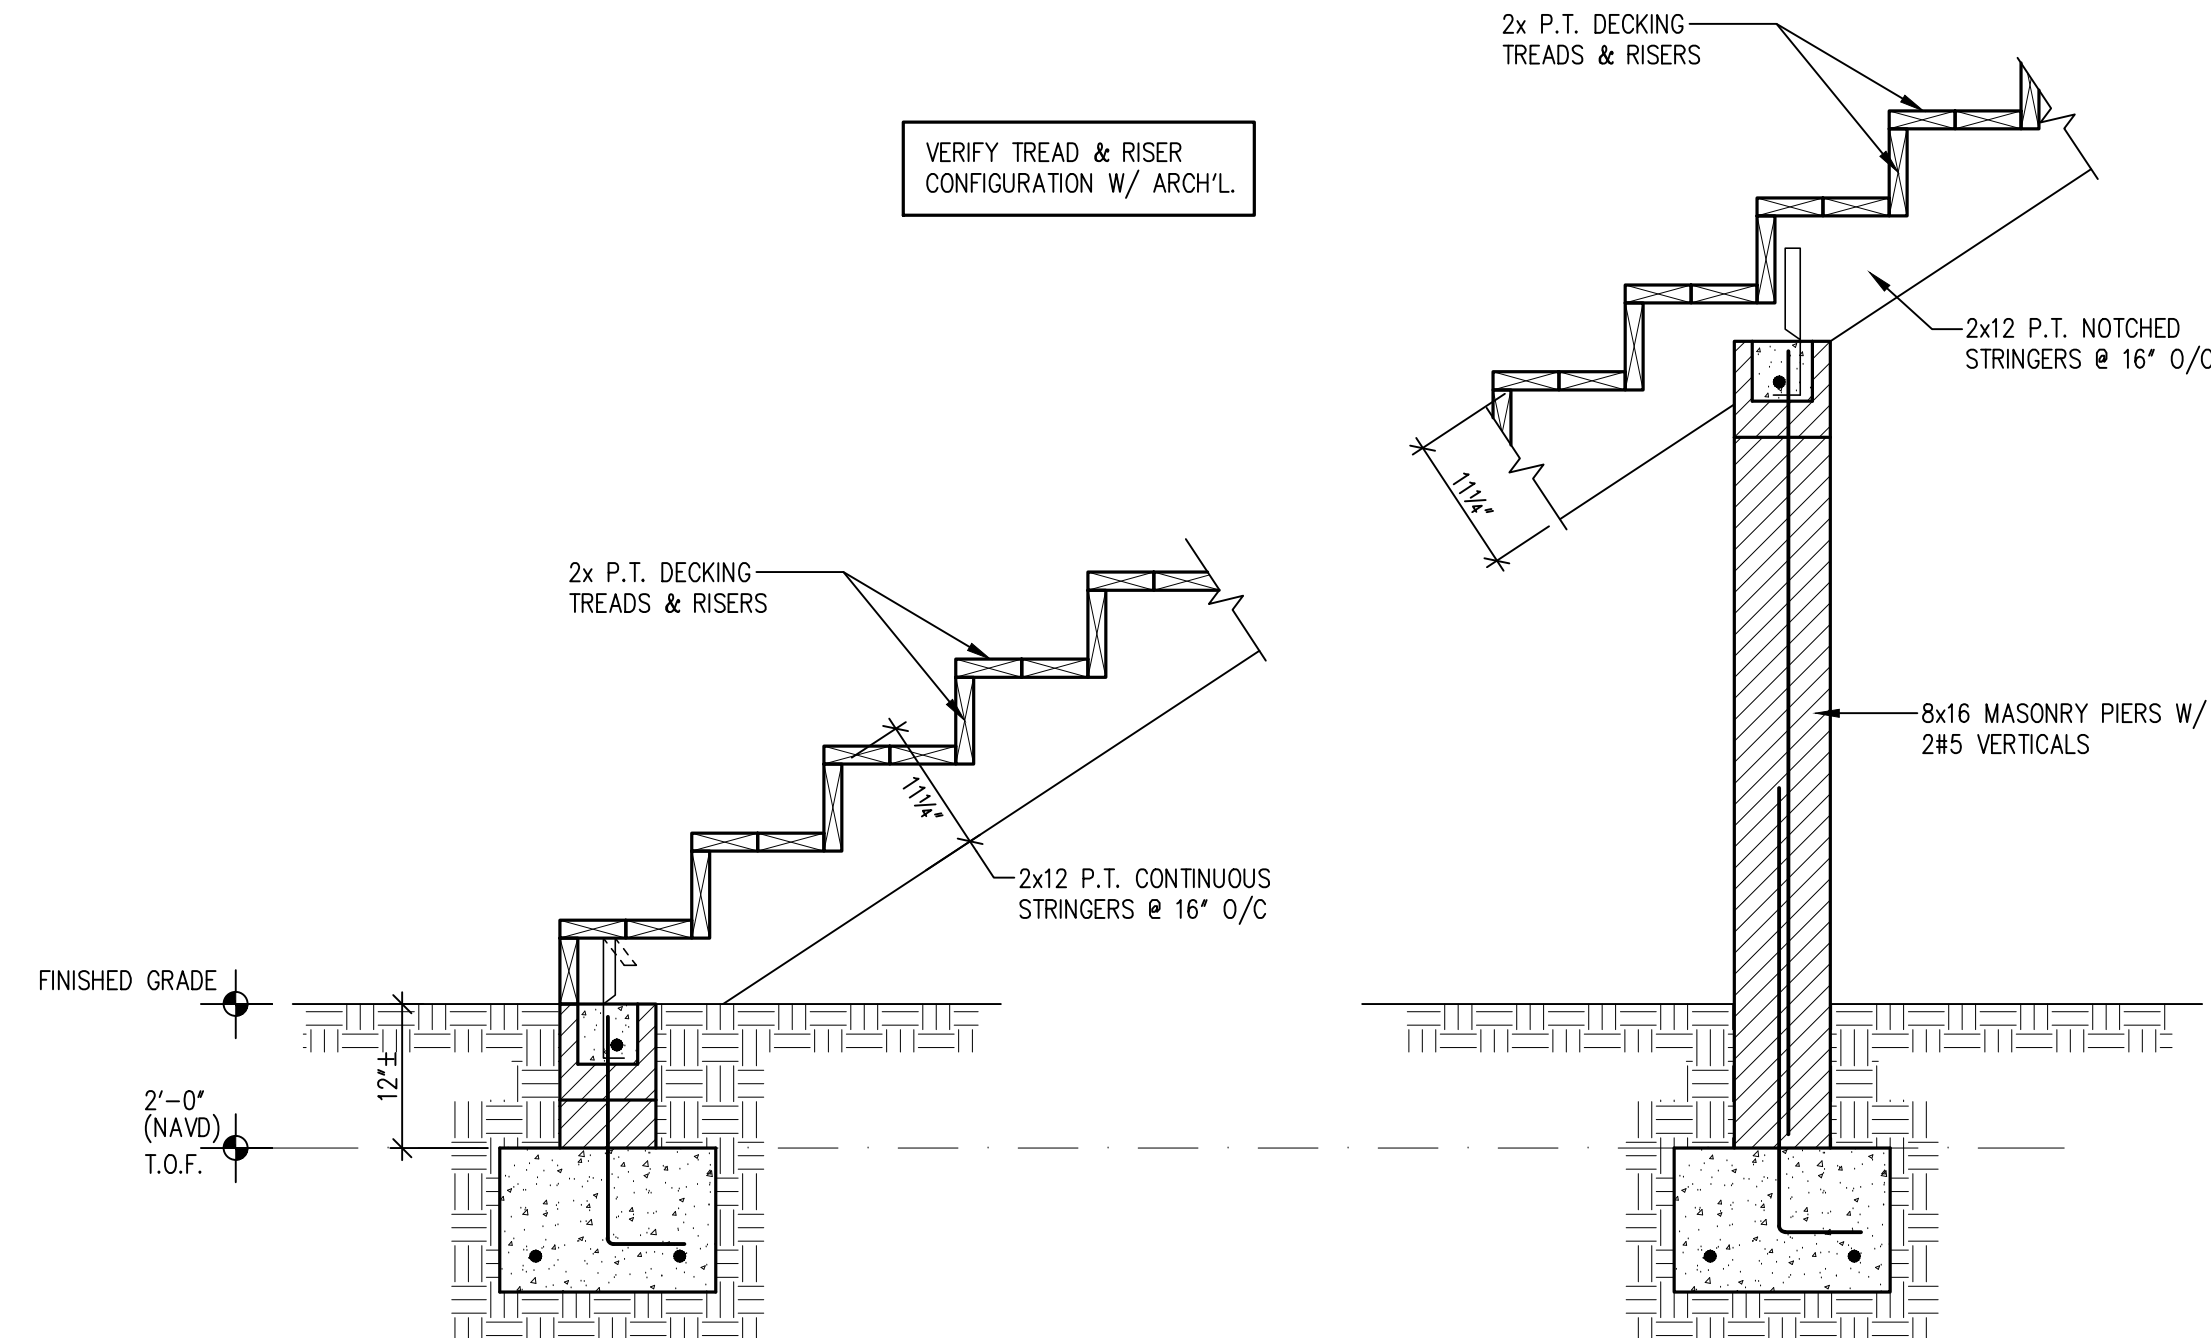 2x P.T. DECKING
TREADS & RISERS
VERIFY TREAD & RISER
CONFIGURATION W/ ARCH'L.
2x12 P.T. NOTCHED
STRINGERS @ 16" O/C
11¼"
2x P.T. DECKING
TREADS & RISERS
8x16 MASONRY PIERS W/
2#5 VERTICALS
11¼"
2x12 P.T. CONTINUOUS
STRINGERS @ 16" O/C
FINISHED GRADE
12"±
2'-0"
(NAVD)
T.O.F.